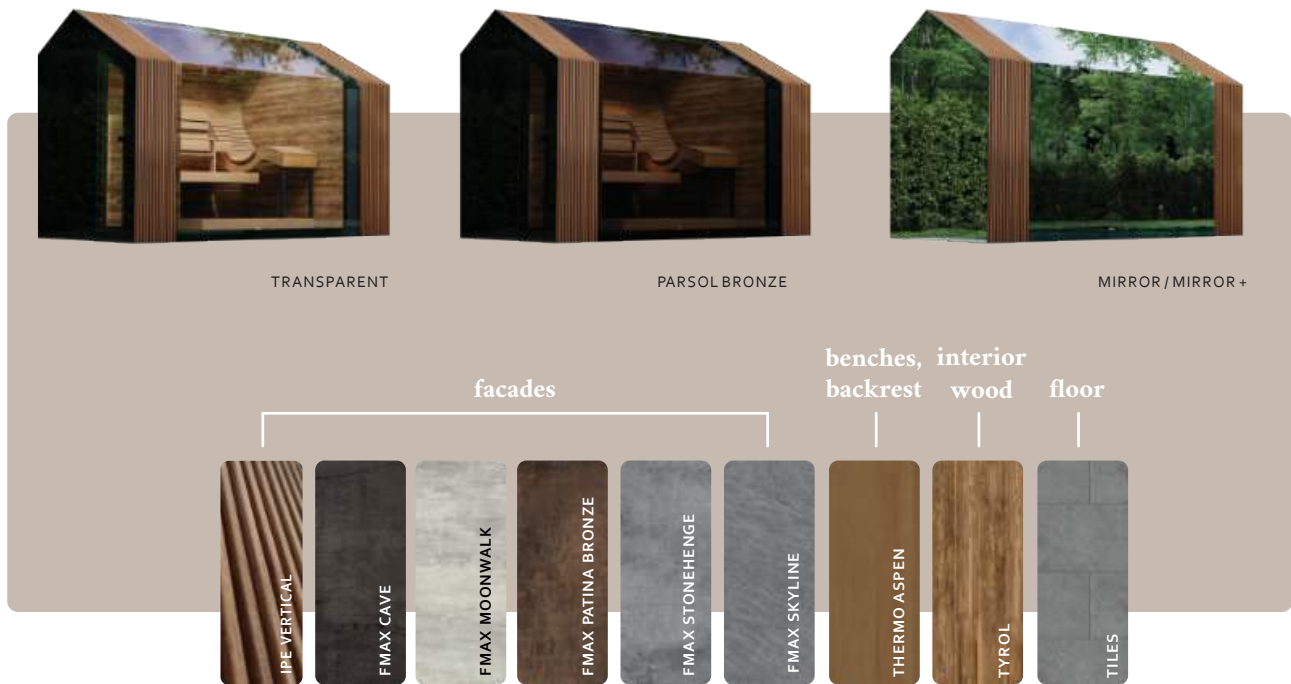 TRANSPARENT
PARSOL BRONZE
MIRROR / MIRROR +
facades
benches,
backrest
interior
wood
floor
IPE VERTICAL
FMAX CAVE
FMAX MOONWALK
FMAX PATINA BRONZE
FMAX STONEHENGE
FMAX SKYLINE
THERMO ASPEN
TYROL
TILES